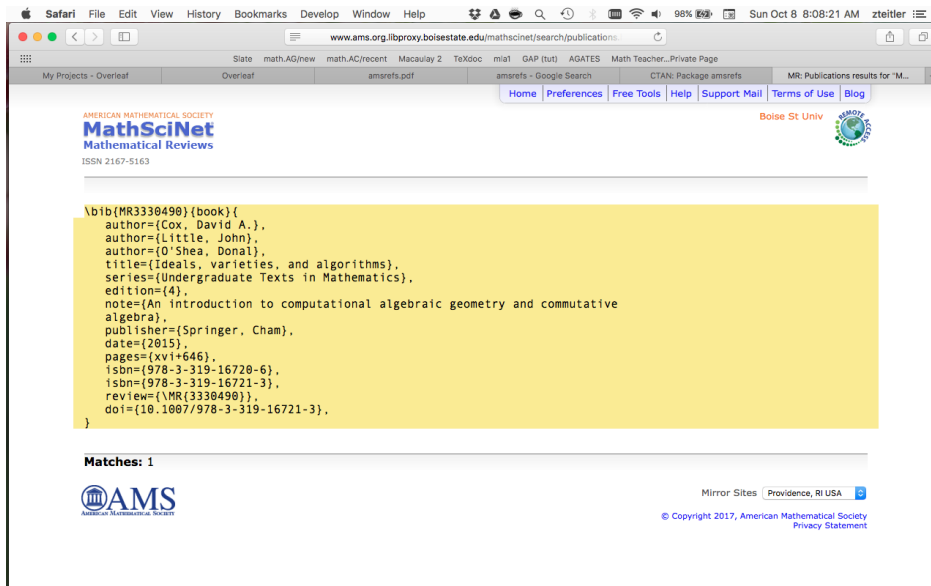 Safari File Edit View History Bookmarks Develop Window Help 98% Sun Oct 8 8:08:21 AM zteitler
www.ams.org.libproxy.boisestate.edu/mathscinet/search/publications.
Slate math.AG/new math.AC/recent Macaulay 2 TeXdoc mla1 GAP (tut) AGATES Math Teacher...Private Page
My Projects - Overleaf Overleaf amsrefs.pdf amsrefs - Google Search CTAN: Package amsrefs MR: Publications results for "M...
Home Preferences Free Tools Help Support Mail Terms of Use Blog
AMERICAN MATHEMATICAL SOCIETY
MathSciNet
Mathematical Reviews
ISSN 2167-5163
Boise St Univ
REMOTE ACCESS
\bib{MR3330490}{book}{
author={Cox, David A.},
author={Little, John},
author={O'Shea, Donal},
title={Ideals, varieties, and algorithms},
series={Undergraduate Texts in Mathematics},
edition={4},
note={An introduction to computational algebraic geometry and commutative
algebra},
publisher={Springer, Cham},
date={2015},
pages={xvi+646},
isbn={978-3-319-16720-6},
isbn={978-3-319-16721-3},
review={\MR{3330490}},
doi={10.1007/978-3-319-16721-3},
}
Matches: 1
AMS
AMERICAN MATHEMATICAL SOCIETY
Mirror Sites Providence, RI USA
© Copyright 2017, American Mathematical Society
Privacy Statement